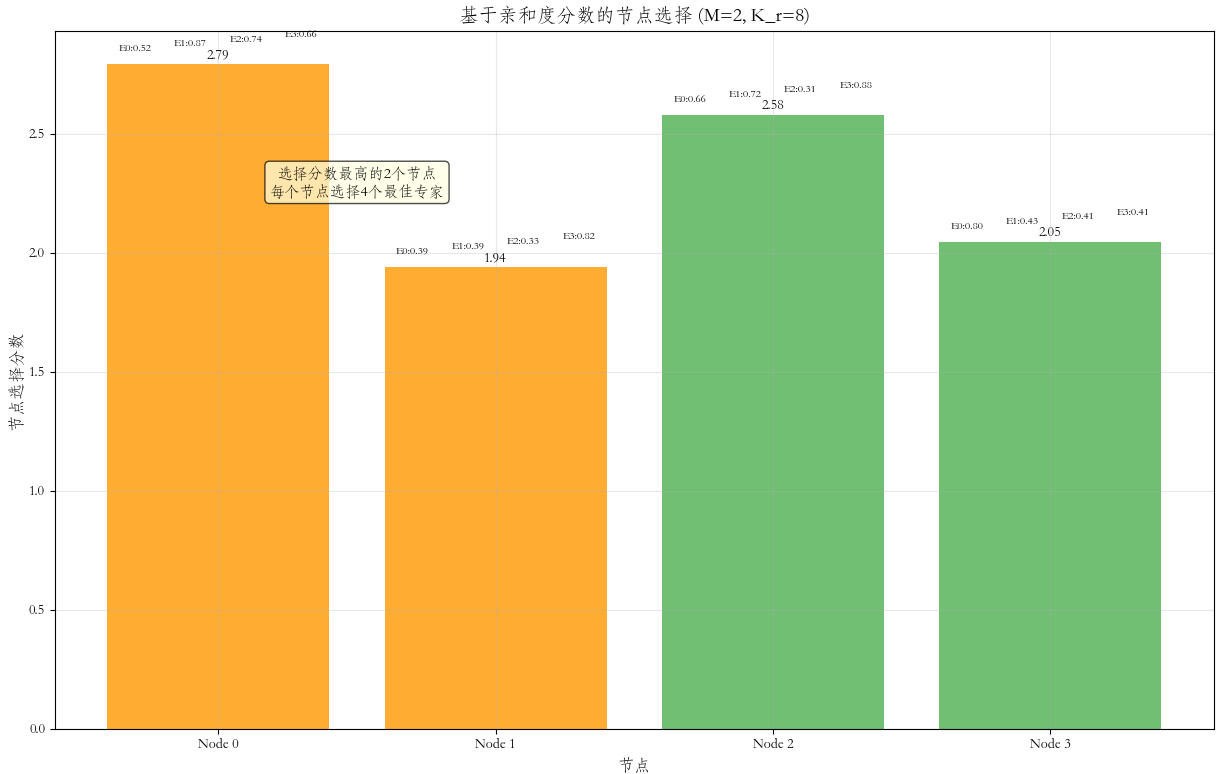 基于亲和度分数的节点选择 (M=2, K_r=8)
E0:0.52
E1:0.87
E2:0.74
E3:0.66
2.79
E0:0.39
E1:0.39
E2:0.33
E3:0.82
1.94
E0:0.66
E1:0.72
E2:0.31
E3:0.88
2.58
E0:0.80
E1:0.43
E2:0.41
E3:0.41
2.05
选择分数最高的2个节点
每个节点选择4个最佳专家
节点选择分数
2.5
2.0
1.5
1.0
0.5
0.0
Node 0
Node 1
Node 2
Node 3
节点